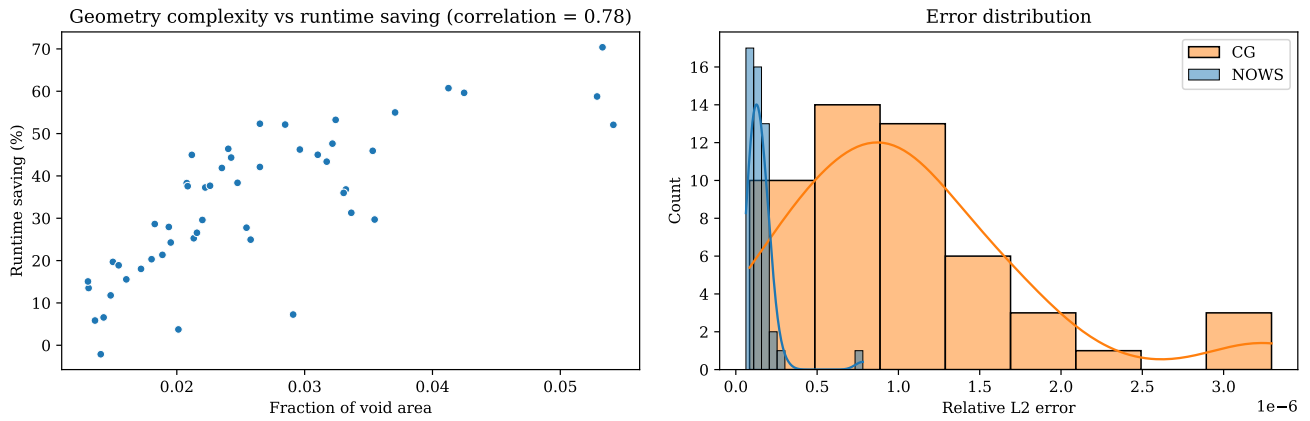 Geometry complexity vs runtime saving (correlation = 0.78)
Runtime saving (%)
70
60
50
40
30
20
10
0
0.02 0.03 0.04 0.05
Fraction of void area
Error distribution
CG
NOWS
Count
16
14
12
10
8
6
4
2
0
0.0 0.5 1.0 1.5 2.0 2.5 3.0
1e−6
Relative L2 error